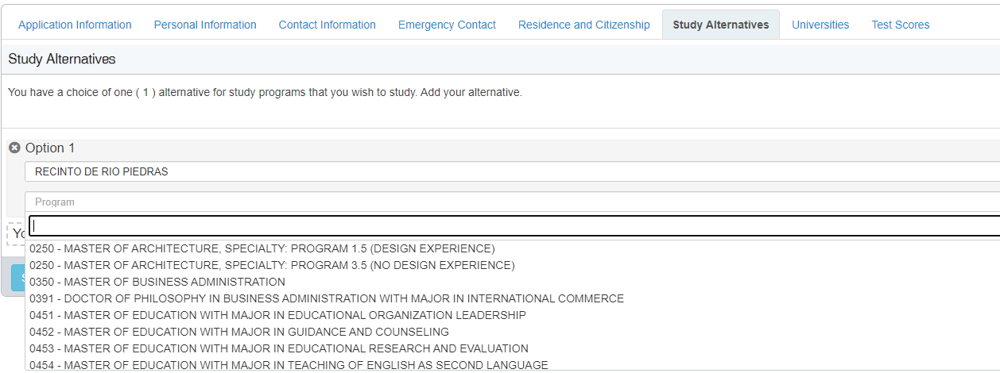 Application Information Personal Information Contact Information Emergency Contact Residence and Citizenship Study Alternatives Universities Test Scores
Study Alternatives
You have a choice of one ( 1 ) alternative for study programs that you wish to study. Add your alternative.
Option 1
RECINTO DE RIO PIEDRAS
Program
0250 - MASTER OF ARCHITECTURE, SPECIALTY: PROGRAM 1.5 (DESIGN EXPERIENCE)
0250 - MASTER OF ARCHITECTURE, SPECIALTY: PROGRAM 3.5 (NO DESIGN EXPERIENCE)
0350 - MASTER OF BUSINESS ADMINISTRATION
0391 - DOCTOR OF PHILOSOPHY IN BUSINESS ADMINISTRATION WITH MAJOR IN INTERNATIONAL COMMERCE
0451 - MASTER OF EDUCATION WITH MAJOR IN EDUCATIONAL ORGANIZATION LEADERSHIP
0452 - MASTER OF EDUCATION WITH MAJOR IN GUIDANCE AND COUNSELING
0453 - MASTER OF EDUCATION WITH MAJOR IN EDUCATIONAL RESEARCH AND EVALUATION
0454 - MASTER OF EDUCATION WITH MAJOR IN TEACHING OF ENGLISH AS SECOND LANGUAGE